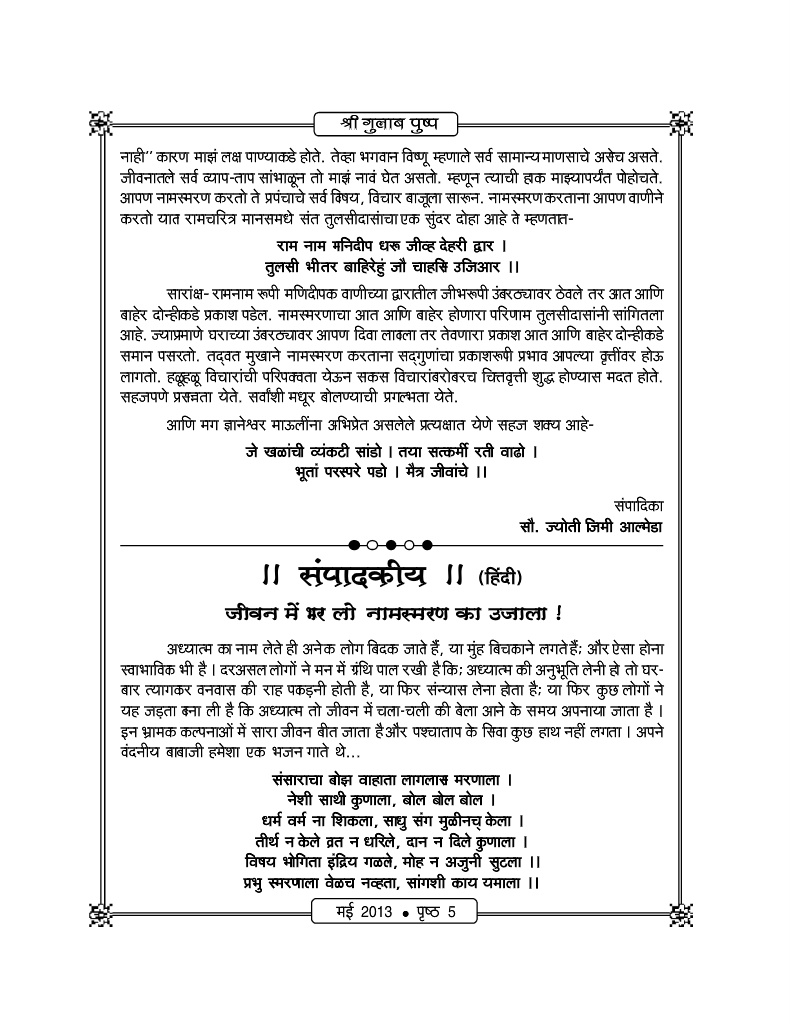 श्री गुलाब पुष्प
नाही'' कारण माझं लक्ष पाण्याकडे होते. तेव्हा भगवान विष्णू म्हणाले सर्व सामान्य माणसाचे असेच असते.
जीवनातले सर्व व्याप-ताप सांभाळून तो माझं नावं घेत असतो. म्हणून त्याची हाक माझ्यापर्यंत पोहोचते.
आपण नामस्मरण करतो ते प्रपंचाचे सर्व विषय, विचार बाजूला सारून. नामस्मरण करताना आपण वाणीने
करतो यात रामचरित्र मानसमधे संत तुलसीदासांचा एक सुंदर दोहा आहे ते म्हणतात-
राम नाम मनिदीप धरू जीव्ह देहरी द्वार ।
तुलसी भीतर बाहिरेहुं जौ चाहसि उजिआर ।।
सारांक्ष- रामनाम रूपी मणिदीपक वाणीच्या द्वारातील जीभरूपी उंबरठ्यावर ठेवले तर आत आणि
बाहेर दोन्हीकडे प्रकाश पडेल. नामस्मरणाचा आत आणि बाहेर होणारा परिणाम तुलसीदासांनी सांगितला
आहे. ज्याप्रमाणे घराच्या उंबरठ्यावर आपण दिवा लावला तर तेवणारा प्रकाश आत आणि बाहेर दोन्हीकडे
समान पसरतो. तद्वत मुखाने नामस्मरण करताना सद्गुणांचा प्रकाशरूपी प्रभाव आपल्या वृत्तींवर होऊ
लागतो. हळूहळू विचारांची परिपक्वता येऊन सकस विचारांबरोबरच चित्तवृत्ती शुद्ध होण्यास मदत होते.
सहजपणे प्रसन्नता येते. सर्वांशी मधूर बोलण्याची प्रगल्भता येते.
आणि मग ज्ञानेश्वर माऊलींना अभिप्रेत असलेले प्रत्यक्षात येणे सहज शक्य आहे-
जे खळांची व्यंकटी सांडो । तया सत्कर्मी रती वाढो ।
भूतां परस्परे पडो । मैत्र जीवांचे ।।
संपादिका
सौ. ज्योती जिमी आल्मेडा
।। संपादकीय ।। (हिंदी)
जीवन में भर लो नामस्मरण का उजाला !
अध्यात्म का नाम लेते ही अनेक लोग बिदक जाते हैं, या मुंह बिचकाने लगते हैं; और ऐसा होना
स्वाभाविक भी है । दरअसल लोगों ने मन में ग्रंथि पाल रखी है कि; अध्यात्म की अनुभूति लेनी हो तो घर-
बार त्यागकर वनवास की राह पकड़नी होती है, या फिर संन्यास लेना होता है; या फिर कुछ लोगों ने
यह जड़ता बना ली है कि अध्यात्म तो जीवन में चला-चली की बेला आने के समय अपनाया जाता है ।
इन भ्रामक कल्पनाओं में सारा जीवन बीत जाता है और पश्चाताप के सिवा कुछ हाथ नहीं लगता । अपने
वंदनीय बाबाजी हमेशा एक भजन गाते थे...
संसाराचा बोझ वाहाता लागलास मरणाला ।
नेशी साथी कुणाला, बोल बोल बोल ।
धर्म वर्म ना शिकला, साधु संग मुळीनच् केला ।
तीर्थ न केले व्रत न धरिले, दान न दिले कुणाला ।
विषय भोगिता इंद्रिय गळले, मोह न अजुनी सुटला ।।
प्रभु स्मरणाला वेळच नव्हता, सांगशी काय यमाला ।।
मई 2013 • पृष्ठ 5